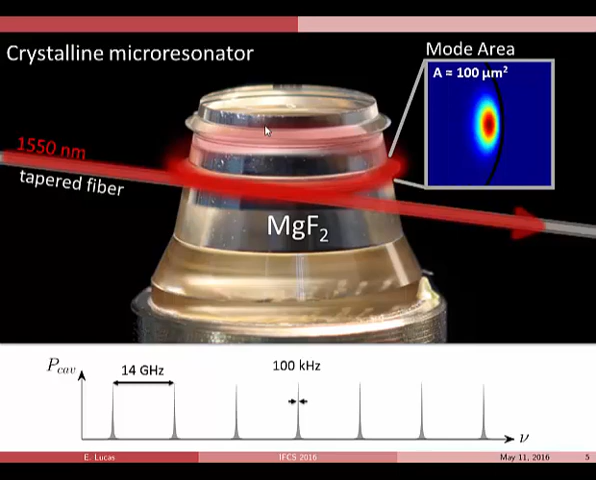 Crystalline microresonator
Mode Area
A = 100 µm²
1550 nm
tapered fiber
MgF₂
P_cav
14 GHz
100 kHz
ν
E. Lucas
IFCS 2016
May 11, 2016
5